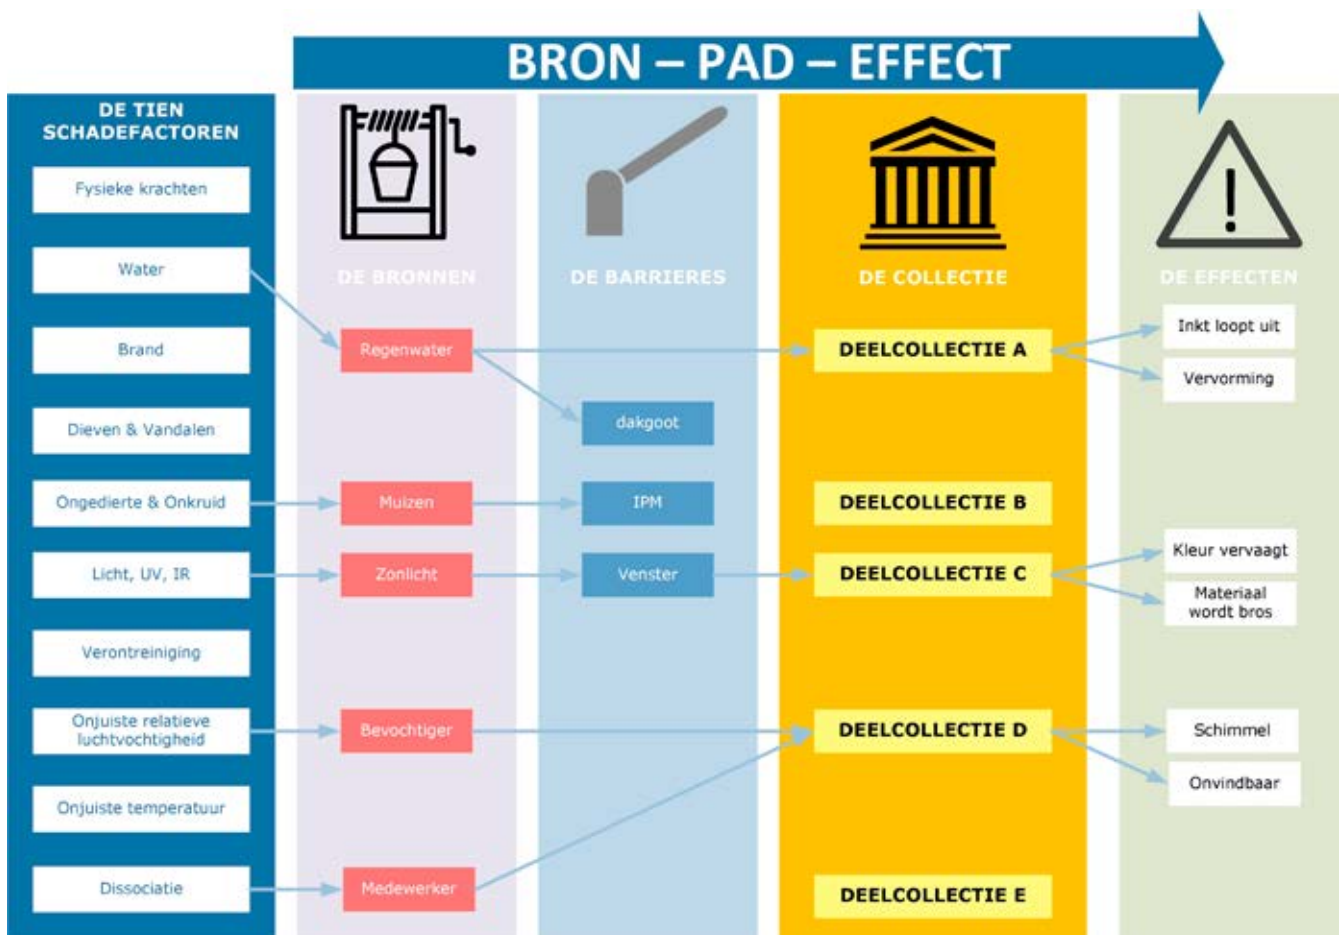 BRON – PAD – EFFECT
DE TIEN
SCHADEFACTOREN
Fysieke krachten
Water
Brand
Dieven & Vandalen
Ongedierte & Onkruid
Licht, UV, IR
Verontreiniging
Onjuiste relatieve
luchtvochtigheid
Onjuiste temperatuur
Dissociatie
DE BRONNEN
Regenwater
Muizen
Zonlicht
Bevochtiger
Medewerker
DE BARRIERES
dakgoot
IPM
Venster
DE COLLECTIE
DEELCOLLECTIE A
DEELCOLLECTIE B
DEELCOLLECTIE C
DEELCOLLECTIE D
DEELCOLLECTIE E
DE EFFECTEN
Inkt loopt uit
Vervorming
Kleur vervaagt
Materiaal
wordt bros
Schimmel
Onvindbaar